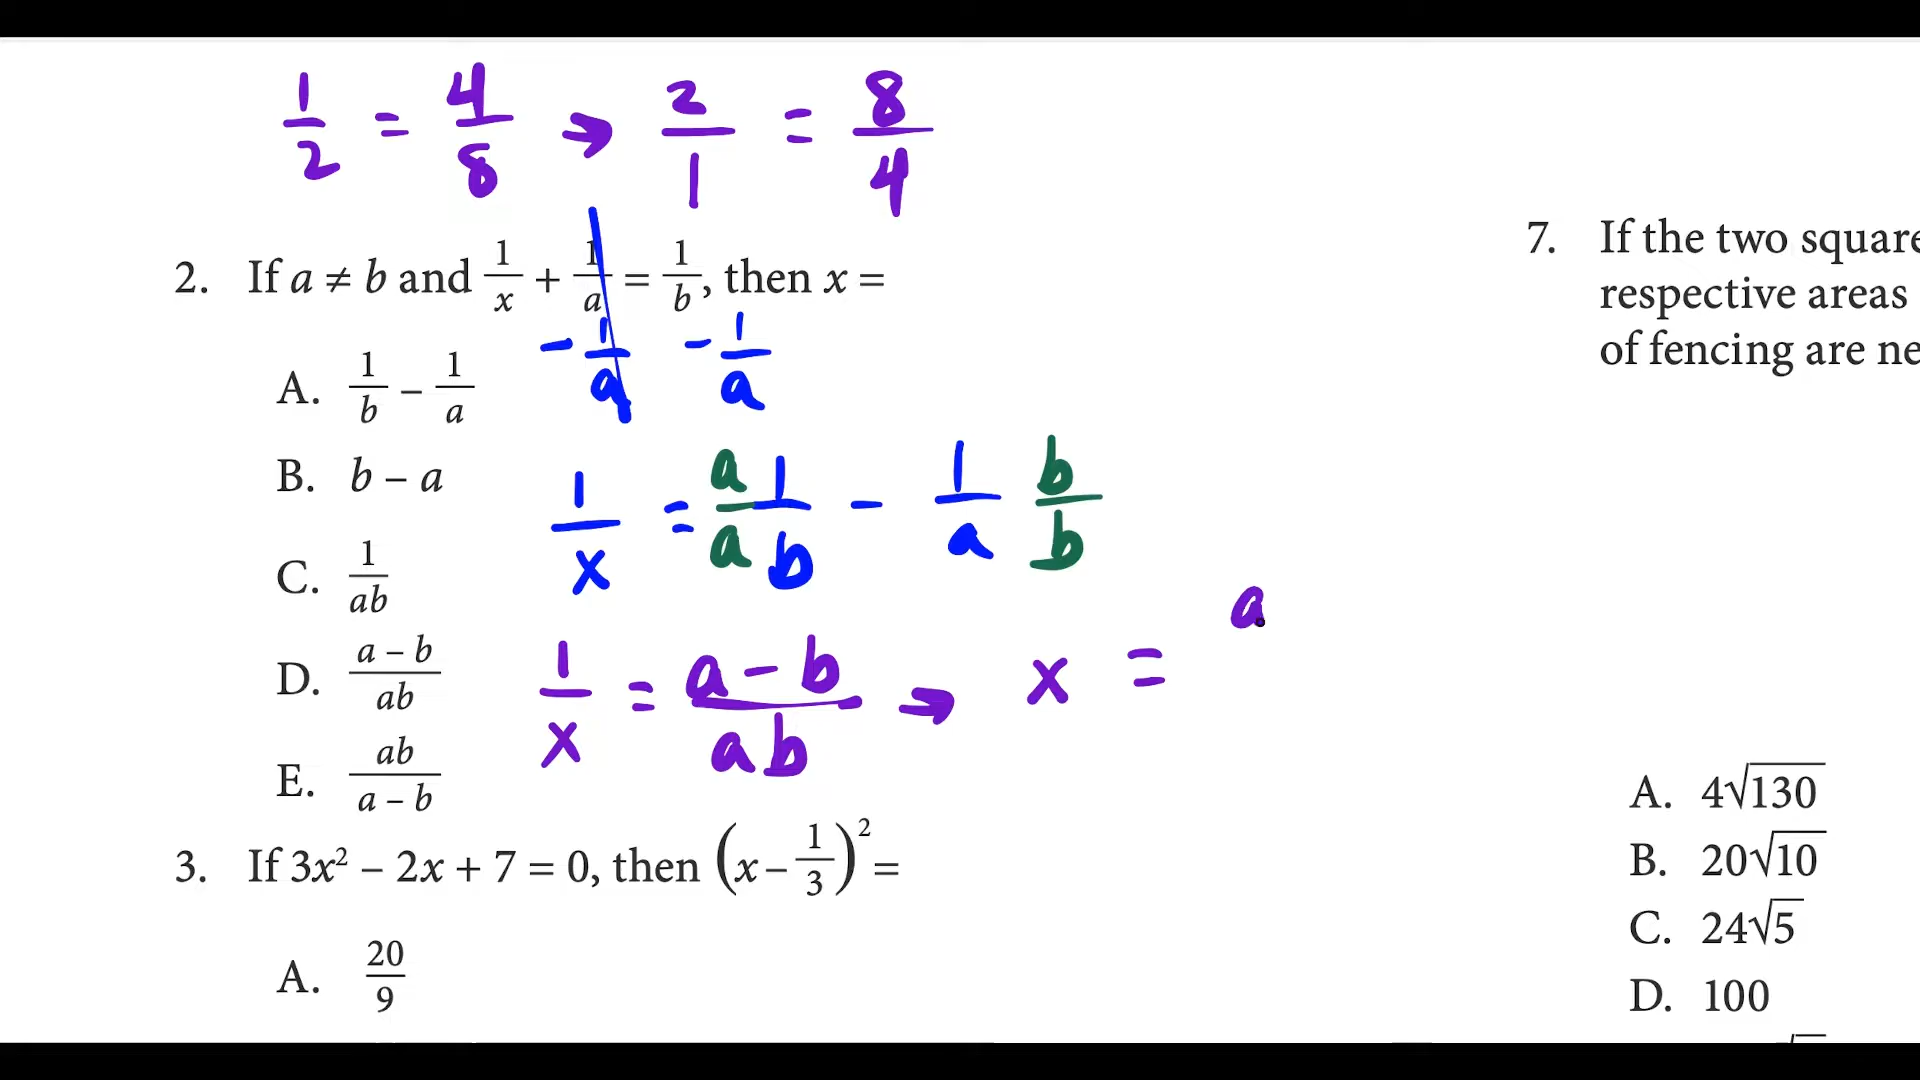 1/2 = 4/8 → 2/1 = 8/4
2. If a ≠ b and 1/x + 1/a = 1/b, then x =
- 1/a - 1/a
A. 1/b – 1/a
B. b – a
1/x = a/a 1/b - 1/a b/b
C. 1/ab
D. (a – b)/ab
1/x = (a - b)/ab → x = a
E. ab/(a – b)
3. If 3x² – 2x + 7 = 0, then (x – 1/3)² =
A. 20/9
7. If the two square
respective areas
of fencing are ne
A. 4√130
B. 20√10
C. 24√5
D. 100